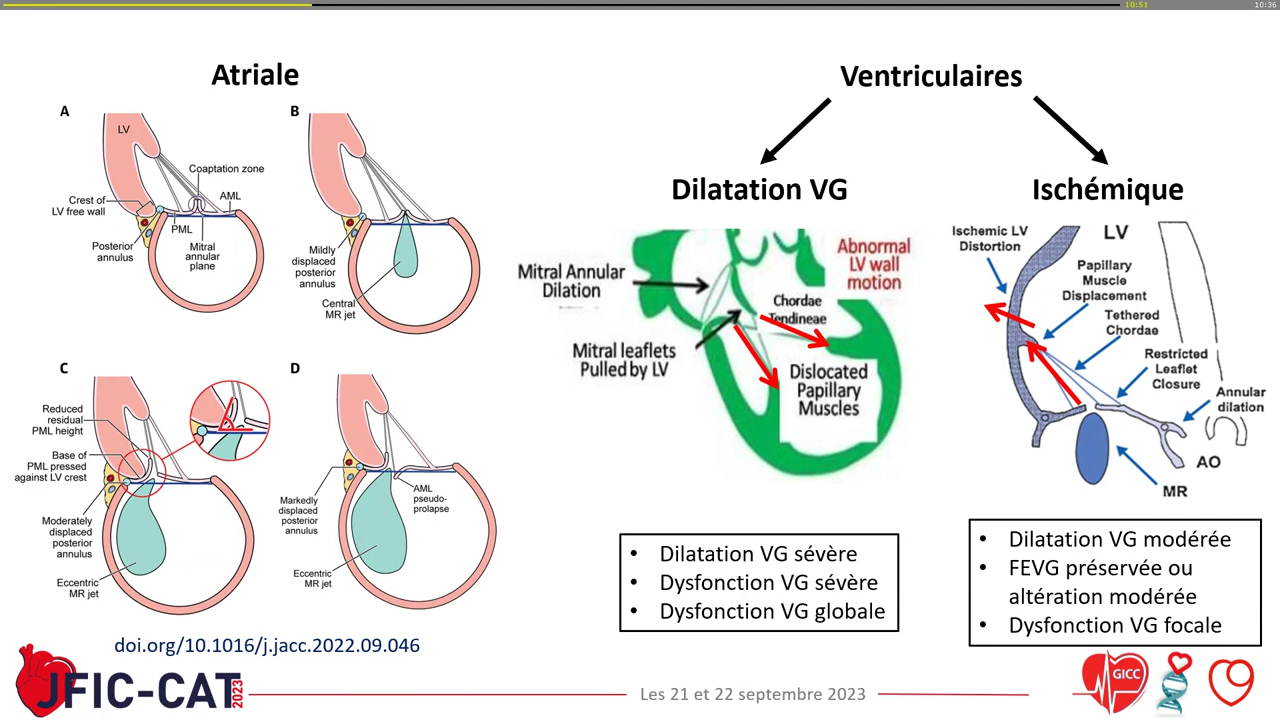 10:51
10:36
Atriale
Ventriculaires
A
LV
Coaptation zone
Crest of
LV free wall
AML
PML
Posterior
annulus
Mitral
annular
plane
B
Mildly
displaced
posterior
annulus
Central
MR jet
C
Reduced
residual
PML height
Base of
PML pressed
against LV crest
Moderately
displaced
posterior
annulus
Eccentric
MR jet
D
Markedly
displaced
posterior
annulus
AML
pseudo-
prolapse
Eccentric
MR jet
doi.org/10.1016/j.jacc.2022.09.046
Dilatation VG
Mitral Annular
Dilation
Abnormal
LV wall
motion
Chordae
Tendineae
Mitral leaflets
Pulled by LV
Dislocated
Papillary
Muscles
• Dilatation VG sévère
• Dysfonction VG sévère
• Dysfonction VG globale
Ischémique
Ischemic LV
Distortion
LV
Papillary
Muscle
Displacement
Tethered
Chordae
Restricted
Leaflet
Closure
Annular
dilation
AO
MR
• Dilatation VG modérée
• FEVG préservée ou
altération modérée
• Dysfonction VG focale
JFIC-CAT
2023
Les 21 et 22 septembre 2023
GICC